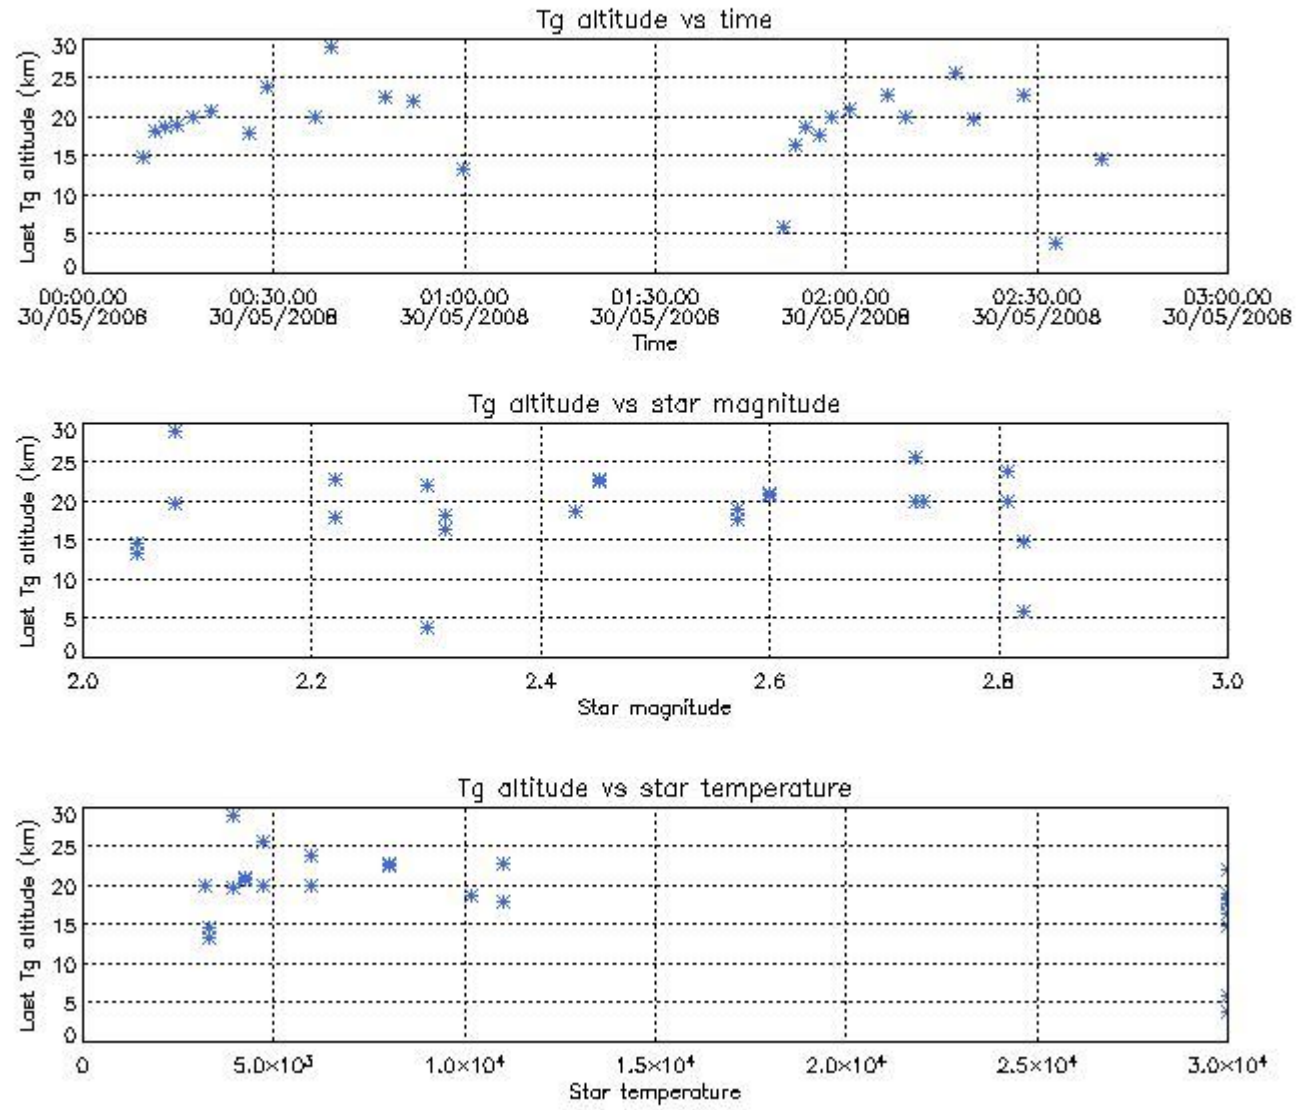 Tg altitude vs time
Last Tg altitude (km)
30
25
20
15
10
5
0
00:00.00 00:30.00 01:00.00 01:30.00 02:00.00 02:30.00 03:00.00
30/05/2008 30/05/2008 30/05/2008 30/05/2008 30/05/2008 30/05/2008 30/05/2008
Time
Tg altitude vs star magnitude
Last Tg altitude (km)
30
25
20
15
10
5
0
2.0 2.2 2.4 2.6 2.8 3.0
Star magnitude
Tg altitude vs star temperature
Last Tg altitude (km)
30
25
20
15
10
5
0
0 5.0×10³ 1.0×10⁴ 1.5×10⁴ 2.0×10⁴ 2.5×10⁴ 3.0×10⁴
Star temperature